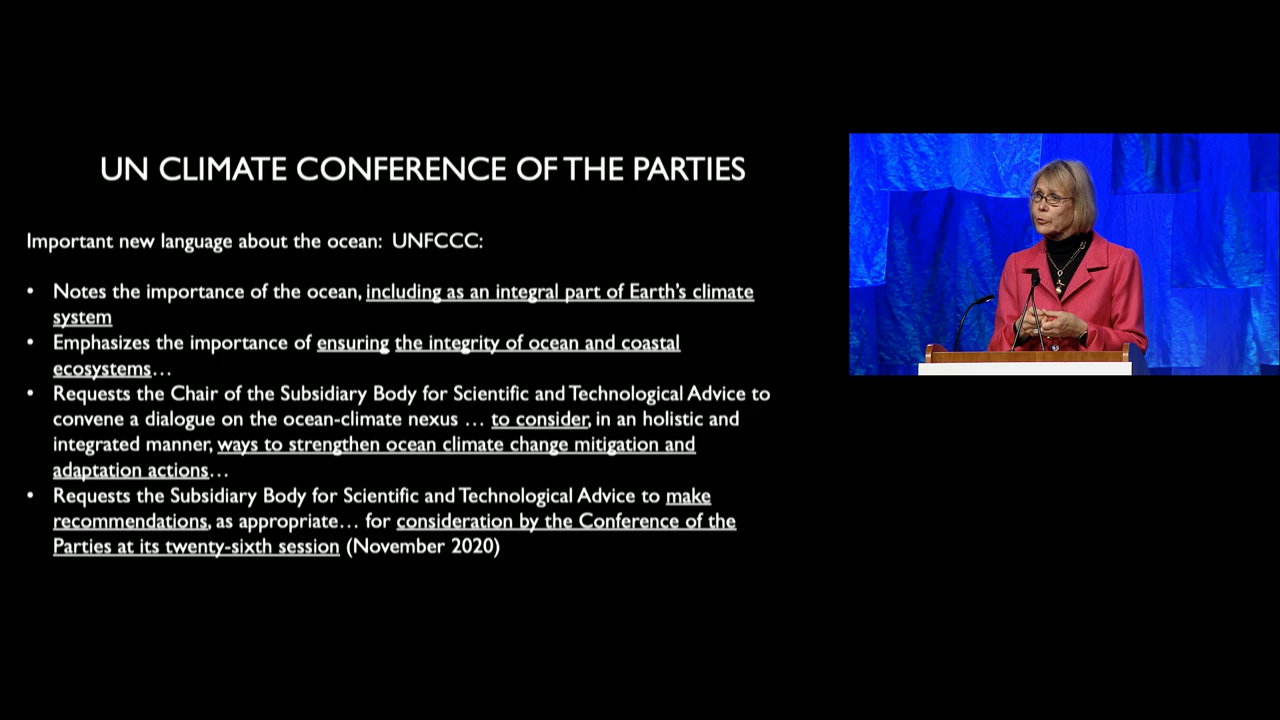 UN CLIMATE CONFERENCE OF THE PARTIES
Important new language about the ocean: UNFCCC:
• Notes the importance of the ocean, including as an integral part of Earth's climate
system
• Emphasizes the importance of ensuring the integrity of ocean and coastal
ecosystems…
• Requests the Chair of the Subsidiary Body for Scientific and Technological Advice to
convene a dialogue on the ocean-climate nexus … to consider, in an holistic and
integrated manner, ways to strengthen ocean climate change mitigation and
adaptation actions…
• Requests the Subsidiary Body for Scientific and Technological Advice to make
recommendations, as appropriate… for consideration by the Conference of the
Parties at its twenty-sixth session (November 2020)